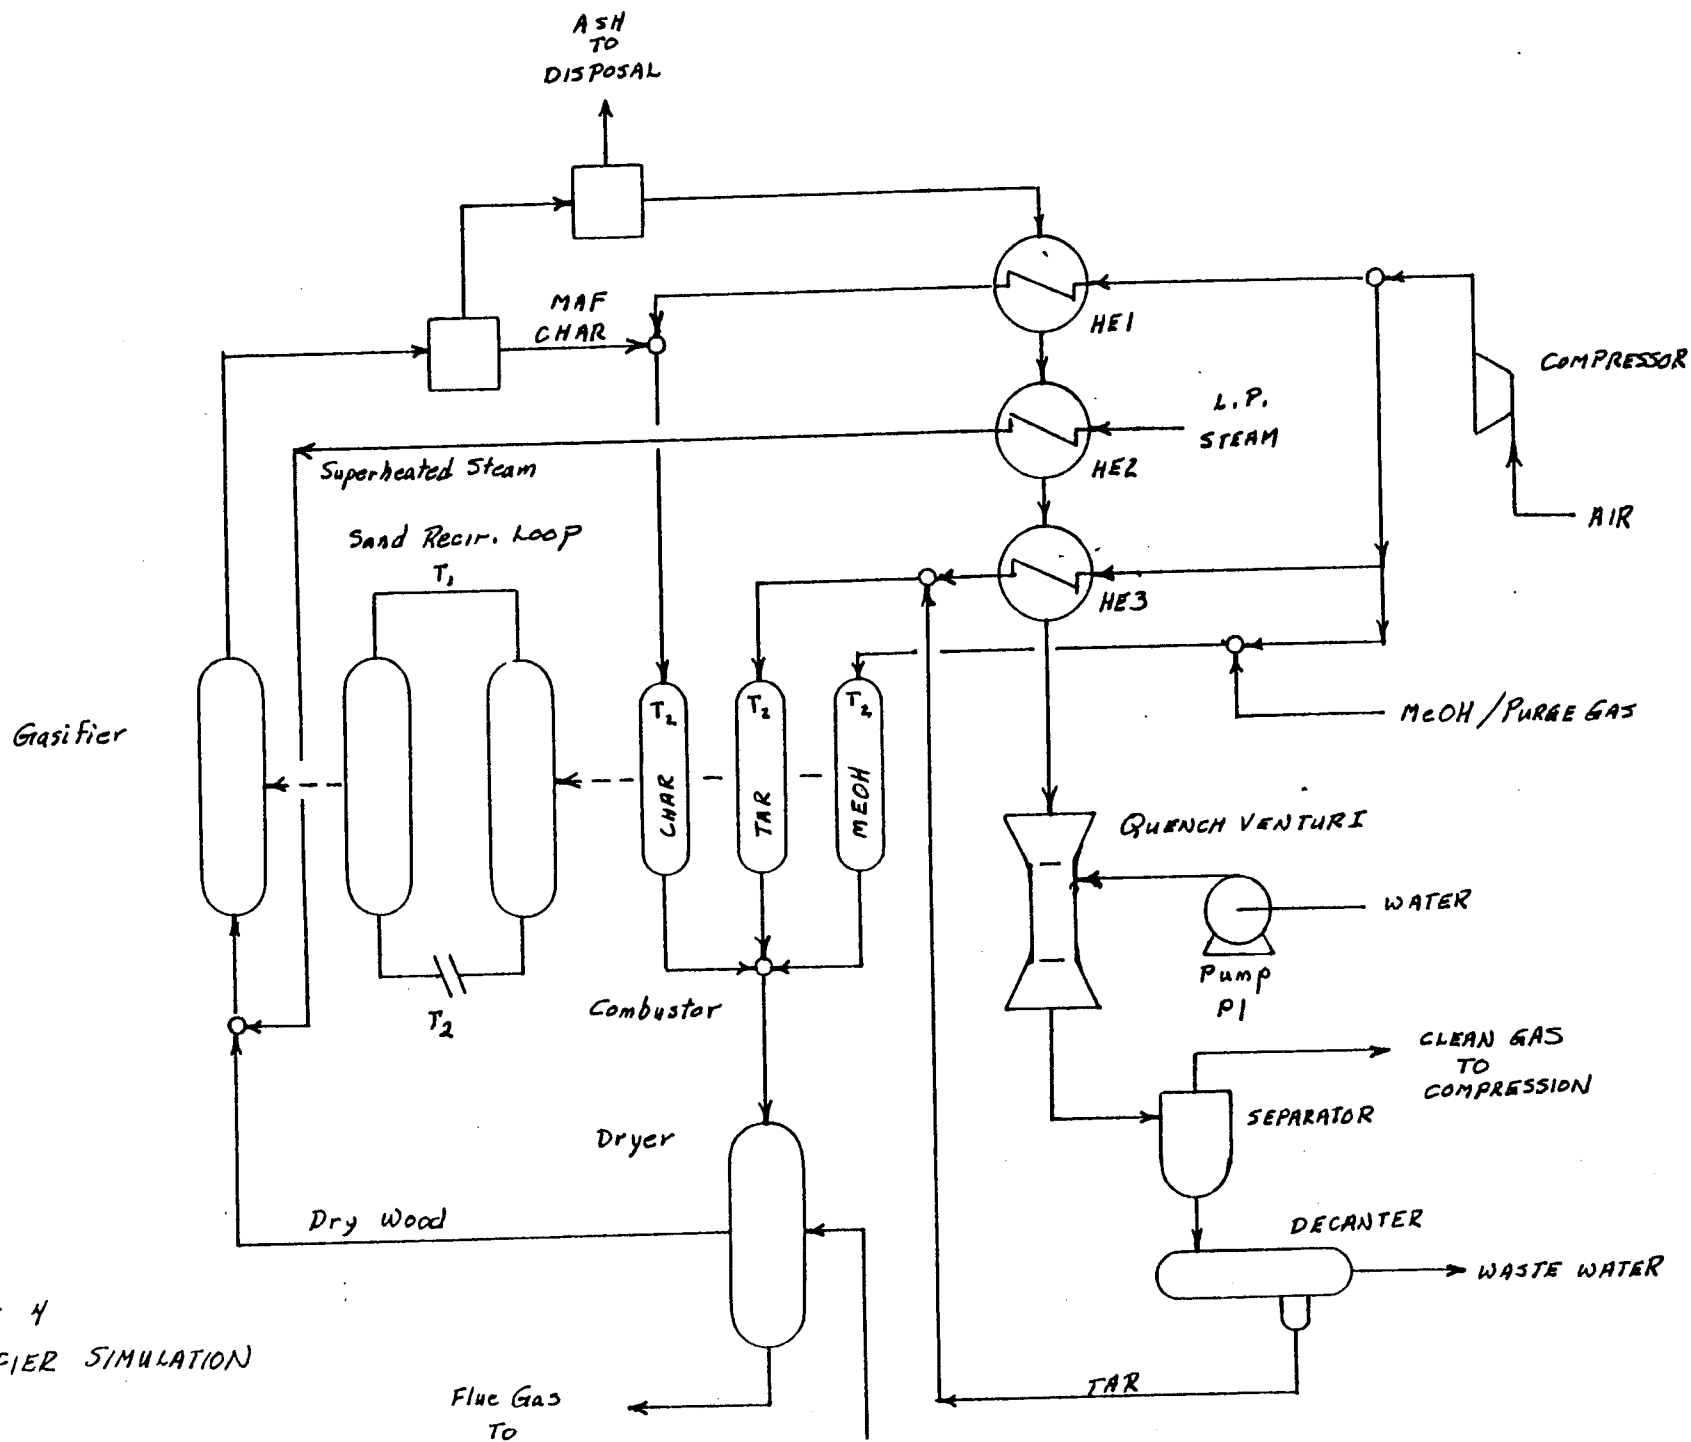 ASH
TO
DISPOSAL
MAF
CHAR
HE1
COMPRESSOR
L.P.
STEAM
HE2
Superheated Steam
AIR
Sand Recir. Loop
T1
HE3
Gasifier
T2
T2
T2
CHAR
TAR
MEOH
MeOH/PURGE GAS
QUENCH VENTURI
WATER
Pump
P1
T2
Combustor
CLEAN GAS
TO
COMPRESSION
SEPARATOR
Dryer
Dry Wood
DECANTER
WASTE WATER
4
FIER SIMULATION
TAR
Flue Gas
TO